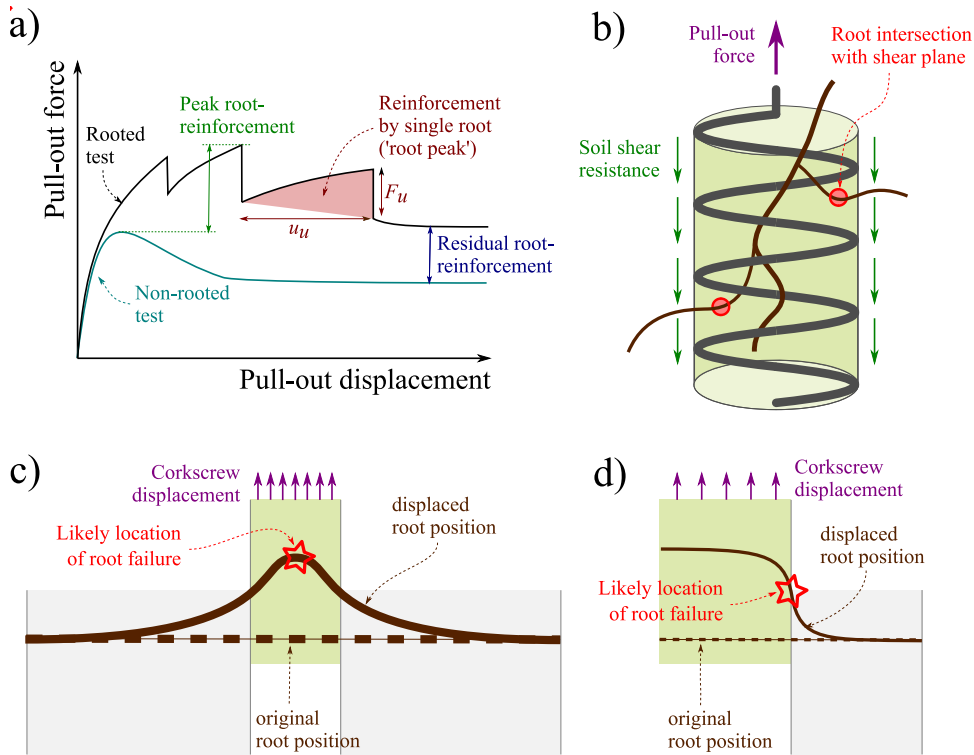 a)
Pull-out force
Rooted
test
Peak root-
reinforcement
Reinforcement
by single root
('root peak')
F_u
u_u
Residual root-
reinforcement
Non-rooted
test
Pull-out displacement
b)
Pull-out
force
Root intersection
with shear plane
Soil shear
resistance
c)
Corkscrew
displacement
displaced
root position
Likely location
of root failure
original
root position
d)
Corkscrew
displacement
displaced
root position
Likely location
of root failure
original
root position